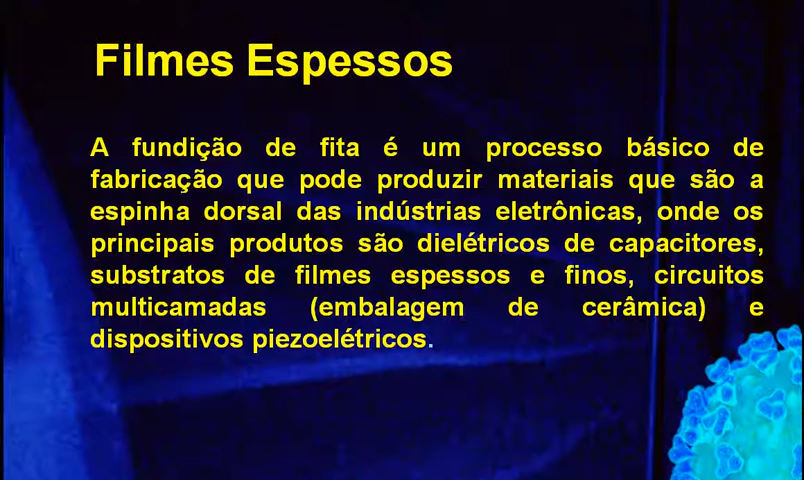 Filmes Espessos
A fundição de fita é um processo básico de
fabricação que pode produzir materiais que são a
espinha dorsal das indústrias eletrônicas, onde os
principais produtos são dielétricos de capacitores,
substratos de filmes espessos e finos, circuitos
multicamadas (embalagem de cerâmica) e
dispositivos piezoelétricos.